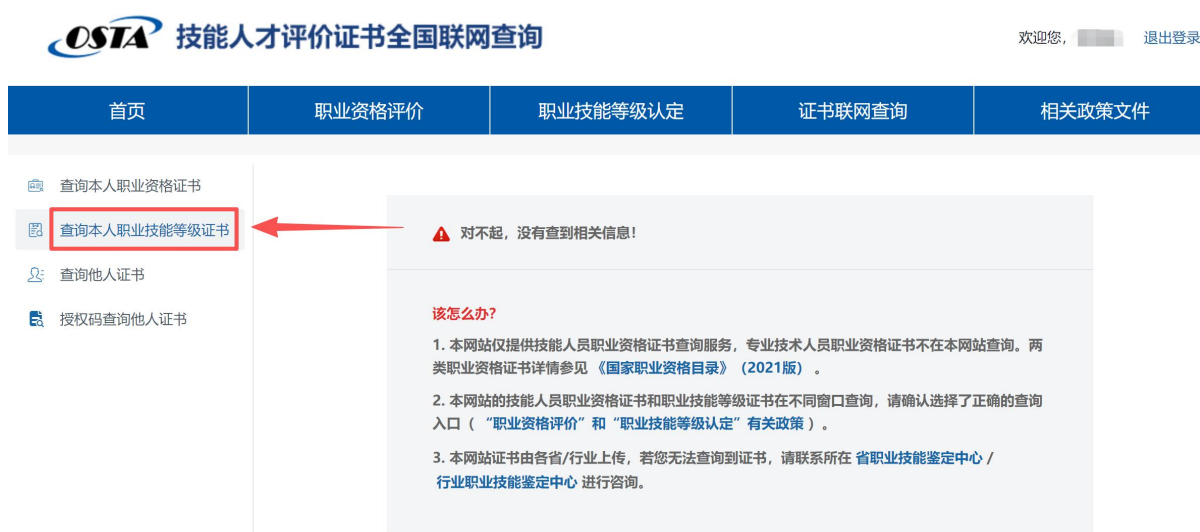 OSTA 技能人才评价证书全国联网查询
欢迎您, 退出登录
首页 职业资格评价 职业技能等级认定 证书联网查询 相关政策文件
查询本人职业资格证书
查询本人职业技能等级证书
查询他人证书
授权码查询他人证书
对不起，没有查到相关信息！
该怎么办？
1. 本网站仅提供技能人员职业资格证书查询服务，专业技术人员职业资格证书不在本网站查询。两
类职业资格证书详情参见 《国家职业资格目录》（2021版） 。
2. 本网站的技能人员职业资格证书和职业技能等级证书在不同窗口查询，请确认选择了正确的查询
入口（ “职业资格评价” 和 “职业技能等级认定” 有关政策 ）。
3. 本网站证书由各省/行业上传，若您无法查询到证书，请联系所在 省职业技能鉴定中心 /
行业职业技能鉴定中心 进行咨询。